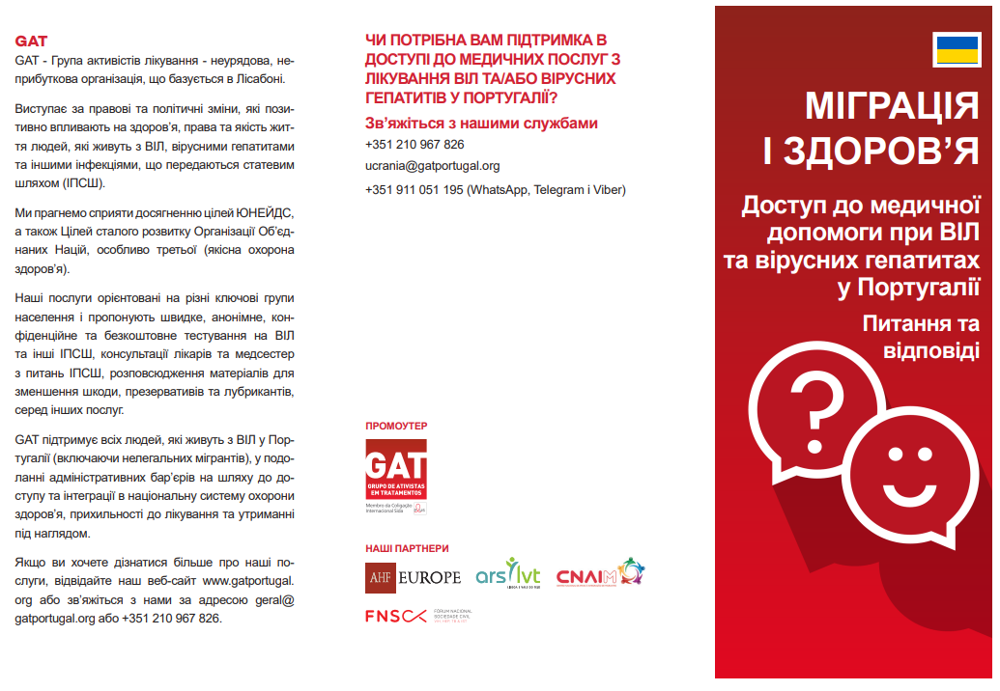 GAT
GAT - Група активістів лікування - неурядова, не-
прибуткова організація, що базується в Лісабоні.
Виступає за правові та політичні зміни, які пози-
тивно впливають на здоров’я, права та якість жит-
тя людей, які живуть з ВІЛ, вірусними гепатитами
та іншими інфекціями, що передаються статевим
шляхом (ІПСШ).
Ми прагнемо сприяти досягненню цілей ЮНЕЙДС,
а також Цілей сталого розвитку Організації Об’єд-
наних Націй, особливо третьої (якісна охорона
здоров’я).
Наші послуги орієнтовані на різні ключові групи
населення і пропонують швидке, анонімне, кон-
фіденційне та безкоштовне тестування на ВІЛ
та інші ІПСШ, консультації лікарів та медсестер
з питань ІПСШ, розповсюдження матеріалів для
зменшення шкоди, презервативів та лубрикантів,
серед інших послуг.
GAT підтримує всіх людей, які живуть з ВІЛ у Пор-
тугалії (включаючи нелегальних мігрантів), у подо-
ланні адміністративних бар’єрів на шляху до до-
ступу та інтеграції в національну систему охорони
здоров’я, прихильності до лікування та утриманні
під наглядом.
Якщо ви хочете дізнатися більше про наші по-
слуги, відвідайте наш веб-сайт www.gatportugal.
org або зв’яжіться з нами за адресою geral@
gatportugal.org або +351 210 967 826.
ЧИ ПОТРІБНА ВАМ ПІДТРИМКА В
ДОСТУПІ ДО МЕДИЧНИХ ПОСЛУГ З
ЛІКУВАННЯ ВІЛ ТА/АБО ВІРУСНИХ
ГЕПАТИТІВ У ПОРТУГАЛІЇ?
Зв’яжіться з нашими службами
+351 210 967 826
ucrania@gatportugal.org
+351 911 051 195 (WhatsApp, Telegram і Viber)
ПРОМОУТЕР
GAT
GRUPO DE ATIVISTAS
EM TRATAMENTOS
Membro da Coligação
Internacional Sida
НАШІ ПАРТНЕРИ
AHF EUROPE
ars lvt
CNAIM
FNSC
FÓRUM NACIONAL
SOCIEDADE CIVIL
МІГРАЦІЯ
І ЗДОРОВ’Я
Доступ до медичної
допомоги при ВІЛ
та вірусних гепатитах
у Португалії
Питання та
відповіді
?